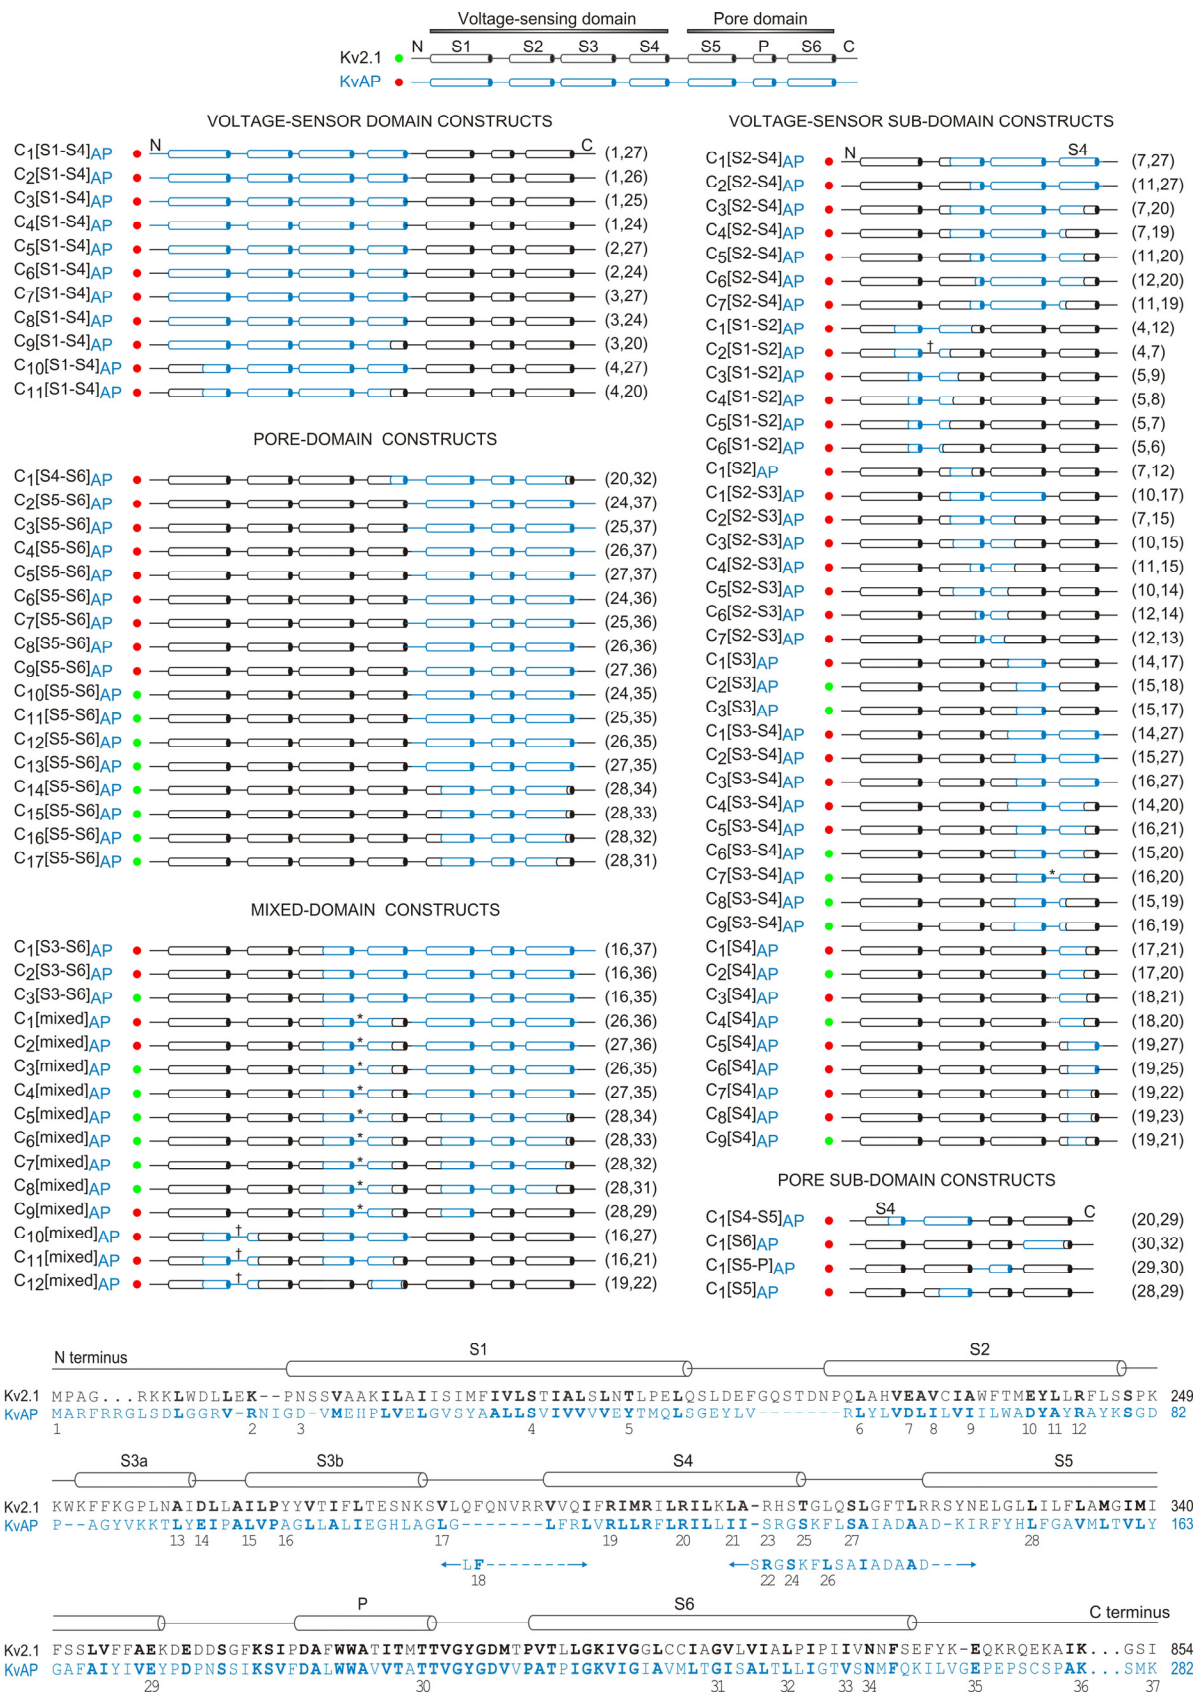 Voltage-sensing domain Pore domain
N S1 S2 S3 S4 S5 P S6 C
Kv2.1
KvAP
VOLTAGE-SENSOR DOMAIN CONSTRUCTS
N C
C1[S1-S4]AP (1,27)
C2[S1-S4]AP (1,26)
C3[S1-S4]AP (1,25)
C4[S1-S4]AP (1,24)
C5[S1-S4]AP (2,27)
C6[S1-S4]AP (2,24)
C7[S1-S4]AP (3,27)
C8[S1-S4]AP (3,24)
C9[S1-S4]AP (3,20)
C10[S1-S4]AP (4,27)
C11[S1-S4]AP (4,20)
PORE-DOMAIN CONSTRUCTS
C1[S4-S6]AP (20,32)
C2[S5-S6]AP (24,37)
C3[S5-S6]AP (25,37)
C4[S5-S6]AP (26,37)
C5[S5-S6]AP (27,37)
C6[S5-S6]AP (24,36)
C7[S5-S6]AP (25,36)
C8[S5-S6]AP (26,36)
C9[S5-S6]AP (27,36)
C10[S5-S6]AP (24,35)
C11[S5-S6]AP (25,35)
C12[S5-S6]AP (26,35)
C13[S5-S6]AP (27,35)
C14[S5-S6]AP (28,34)
C15[S5-S6]AP (28,33)
C16[S5-S6]AP (28,32)
C17[S5-S6]AP (28,31)
MIXED-DOMAIN CONSTRUCTS
C1[S3-S6]AP (16,37)
C2[S3-S6]AP (16,36)
C3[S3-S6]AP (16,35)
C1[mixed]AP * (26,36)
C2[mixed]AP * (27,36)
C3[mixed]AP * (26,35)
C4[mixed]AP * (27,35)
C5[mixed]AP * (28,34)
C6[mixed]AP * (28,33)
C7[mixed]AP * (28,32)
C8[mixed]AP * (28,31)
C9[mixed]AP * (28,29)
C10[mixed]AP † (16,27)
C11[mixed]AP † (16,21)
C12[mixed]AP † (19,22)
VOLTAGE-SENSOR SUB-DOMAIN CONSTRUCTS
N S4
C1[S2-S4]AP (7,27)
C2[S2-S4]AP (11,27)
C3[S2-S4]AP (7,20)
C4[S2-S4]AP (7,19)
C5[S2-S4]AP (11,20)
C6[S2-S4]AP (12,20)
C7[S2-S4]AP (11,19)
C1[S1-S2]AP (4,12)
C2[S1-S2]AP † (4,7)
C3[S1-S2]AP (5,9)
C4[S1-S2]AP (5,8)
C5[S1-S2]AP (5,7)
C6[S1-S2]AP (5,6)
C1[S2]AP (7,12)
C1[S2-S3]AP (10,17)
C2[S2-S3]AP (7,15)
C3[S2-S3]AP (10,15)
C4[S2-S3]AP (11,15)
C5[S2-S3]AP (10,14)
C6[S2-S3]AP (12,14)
C7[S2-S3]AP (12,13)
C1[S3]AP (14,17)
C2[S3]AP (15,18)
C3[S3]AP (15,17)
C1[S3-S4]AP (14,27)
C2[S3-S4]AP (15,27)
C3[S3-S4]AP (16,27)
C4[S3-S4]AP (14,20)
C5[S3-S4]AP (16,21)
C6[S3-S4]AP (15,20)
C7[S3-S4]AP * (16,20)
C8[S3-S4]AP (15,19)
C9[S3-S4]AP (16,19)
C1[S4]AP (17,21)
C2[S4]AP (17,20)
C3[S4]AP (18,21)
C4[S4]AP (18,20)
C5[S4]AP (19,27)
C6[S4]AP (19,25)
C7[S4]AP (19,22)
C8[S4]AP (19,23)
C9[S4]AP (19,21)
PORE SUB-DOMAIN CONSTRUCTS
S4 C
C1[S4-S5]AP (20,29)
C1[S6]AP (30,32)
C1[S5-P]AP (29,30)
C1[S5]AP (28,29)
N terminus S1 S2
Kv2.1 MPAG...RKKLWDLLEK--PNSSVAAKILAIISIMFIVLSTIALSLNTLPELQSLDEFGQSTDNPQLAHVEAVCIAWFTMEYLLRFLSSPK 249
KvAP MARFRRGLSDLGGRV-RNIGD-VMEHPLVELGVSYAALLSVIVVVVEYTMQLSGEYLV-------RLYLVDLILVIILWADYAYRAYKSGD 82
1 2 3 4 5 6 7 8 9 10 11 12
S3a S3b S4 S5
Kv2.1 KWKFFKGPLNAIDLLAILPYYVTIFLTESNKSVLQFQNVRRVVQIFRIMRILRILKLA-RHSTGLQSLGFTLRRSYNELGLLILFLAMGIMI 340
KvAP P--AGYVKKTLYEIPALVPAGLLALIEGHLAGLG-------LFRLVRLLRFLRILLII-SRGSKFLSAIADAAD-KIRFYHLFGAVMLTVLY 163
13 14 15 16 17 19 20 21 23 25 27 28
LF SRGSKFLSAIADAAD
18 22 24 26
P S6 C terminus
Kv2.1 FSSLVFFAEKDEDDSGFKSIPDAFWWATITMTTVGYGDMTPVTLLGKIVGGLCCIAGVLVIALPIPIIVNNFSEFYK-EQKRQEKAIK...GSI 854
KvAP GAFAIYIVEYPDPNSSIKSVFDALWWAVVTATTVGYGDVVPATPIGKVIGIAVMLTGISALTLLIGTVSNMFQKILVGEPEPSCSPAK...SMK 282
29 30 31 32 33 34 35 36 37